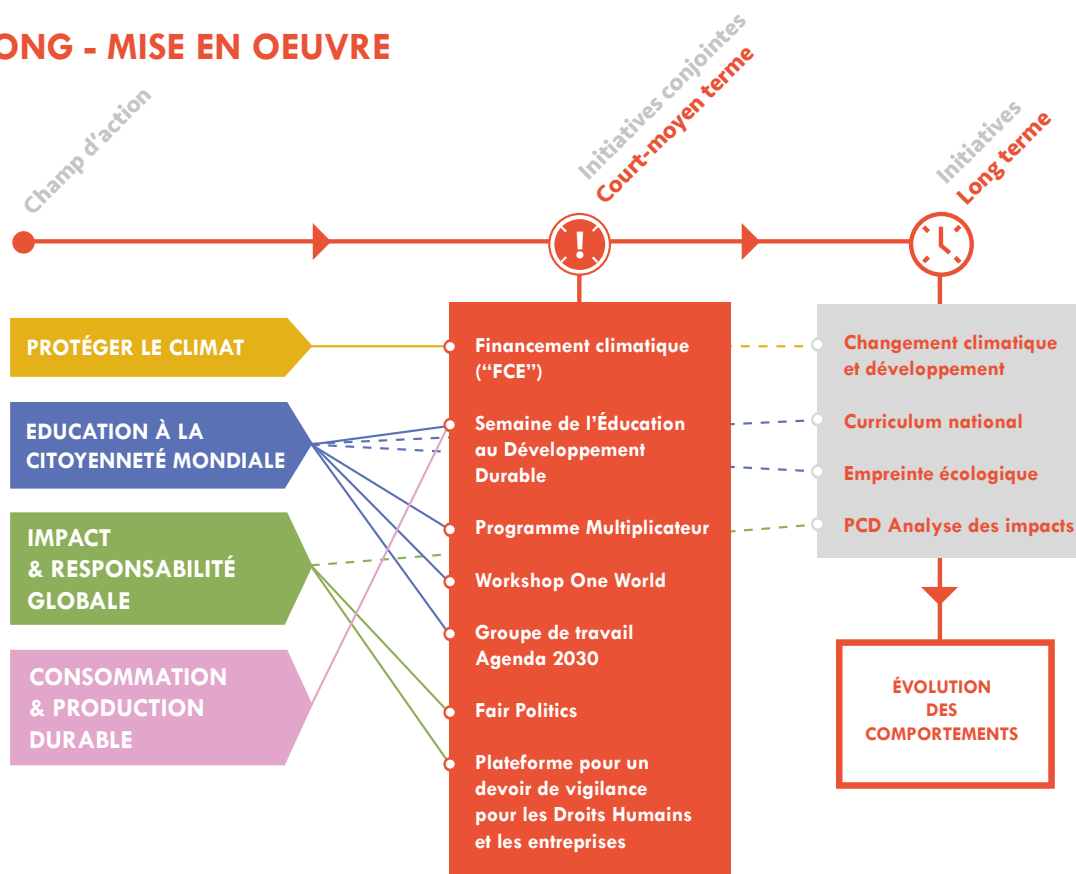 ONG - MISE EN OEUVRE
Champ d'action
Initiatives conjointes
Court-moyen terme
Initiatives
Long terme
!
PROTÉGER LE CLIMAT
EDUCATION À LA
CITOYENNETÉ MONDIALE
IMPACT
& RESPONSABILITÉ
GLOBALE
CONSOMMATION
& PRODUCTION
DURABLE
Financement climatique
(“FCE”)
Semaine de l’Éducation
au Développement
Durable
Programme Multiplicateur
Workshop One World
Groupe de travail
Agenda 2030
Fair Politics
Plateforme pour un
devoir de vigilance
pour les Droits Humains
et les entreprises
Changement climatique
et développement
Curriculum national
Empreinte écologique
PCD Analyse des impacts
ÉVOLUTION
DES
COMPORTEMENTS